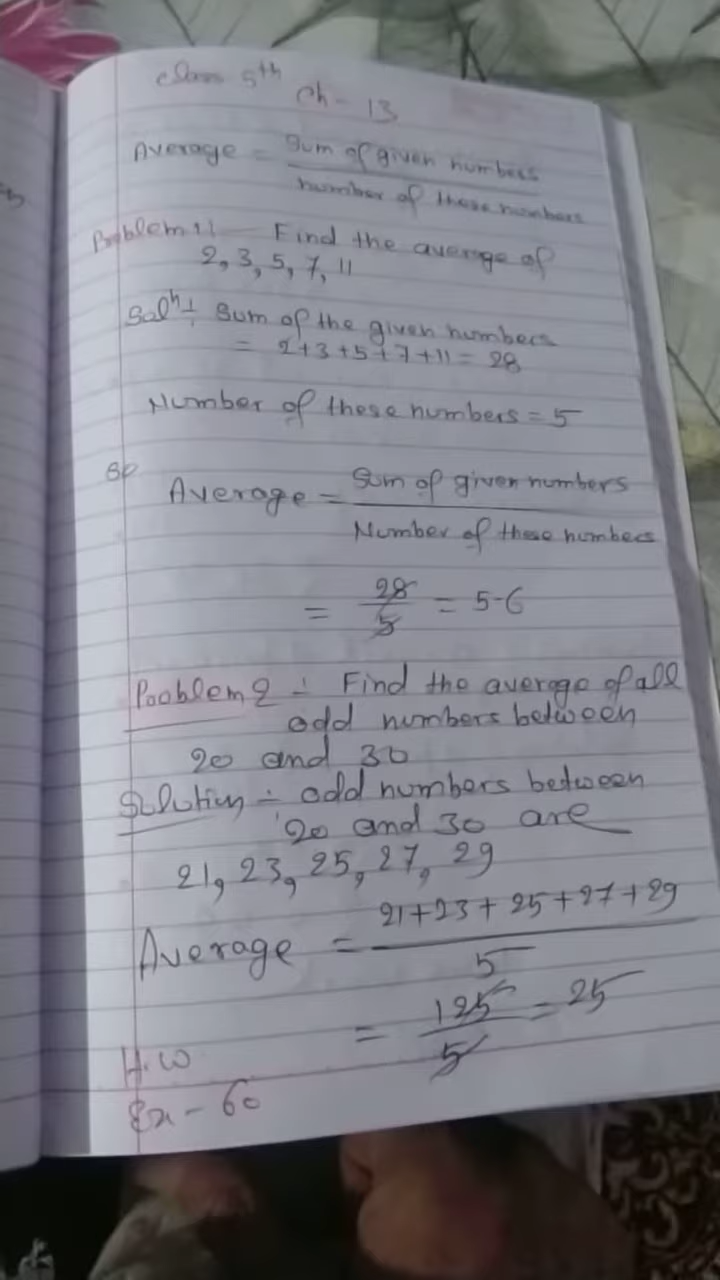 Class 5th Ch - 13
Average = Sum of given numbers
number of these numbers
Problem 1:- Find the average of
2, 3, 5, 7, 11
Solⁿ :- Sum of the given numbers
= 2+3+5+7+11 = 28
Number of these numbers = 5
So
Average = Sum of given numbers
Number of these numbers
= 28/5 = 5.6
Problem 2 :- Find the average of all
odd numbers between
20 and 30
Solution :- odd numbers between
20 and 30 are
21, 23, 25, 27, 29
Average = 21+23+25+27+29
5
= 125/5 = 25
H.W
Ex - 60